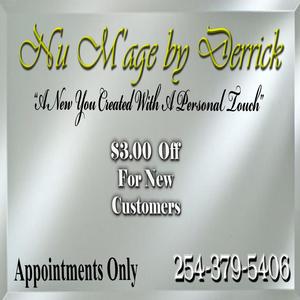 Nu M'age by Derrick
"A New You Created With A Personal Touch"
$3.00 Off
For New
Customers
Appointments Only
254-379-5406